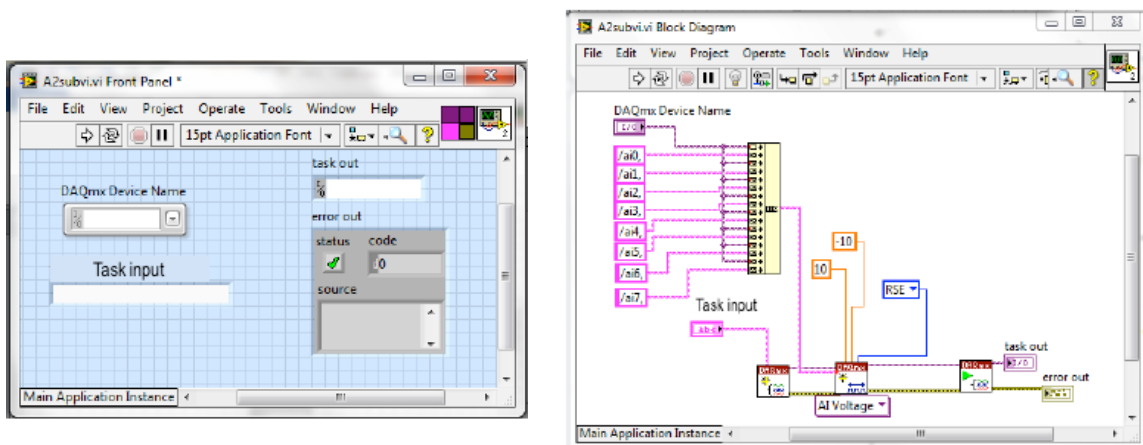 A2subvi.vi Front Panel *
File Edit View Project Operate Tools Window Help
15pt Application Font
2
task out
DAQmx Device Name
error out
status code
0
Task input
source
Main Application Instance
A2subvi.vi Block Diagram
File Edit View Project Operate Tools Window Help
15pt Application Font
2
DAQmx Device Name
I/O
/ai0,
/ai1,
/ai2,
/ai3,
/ai4,
/ai5,
/ai6,
/ai7,
-10
10
RSE
Task input
abc
task out
I/O
error out
AI Voltage
Main Application Instance